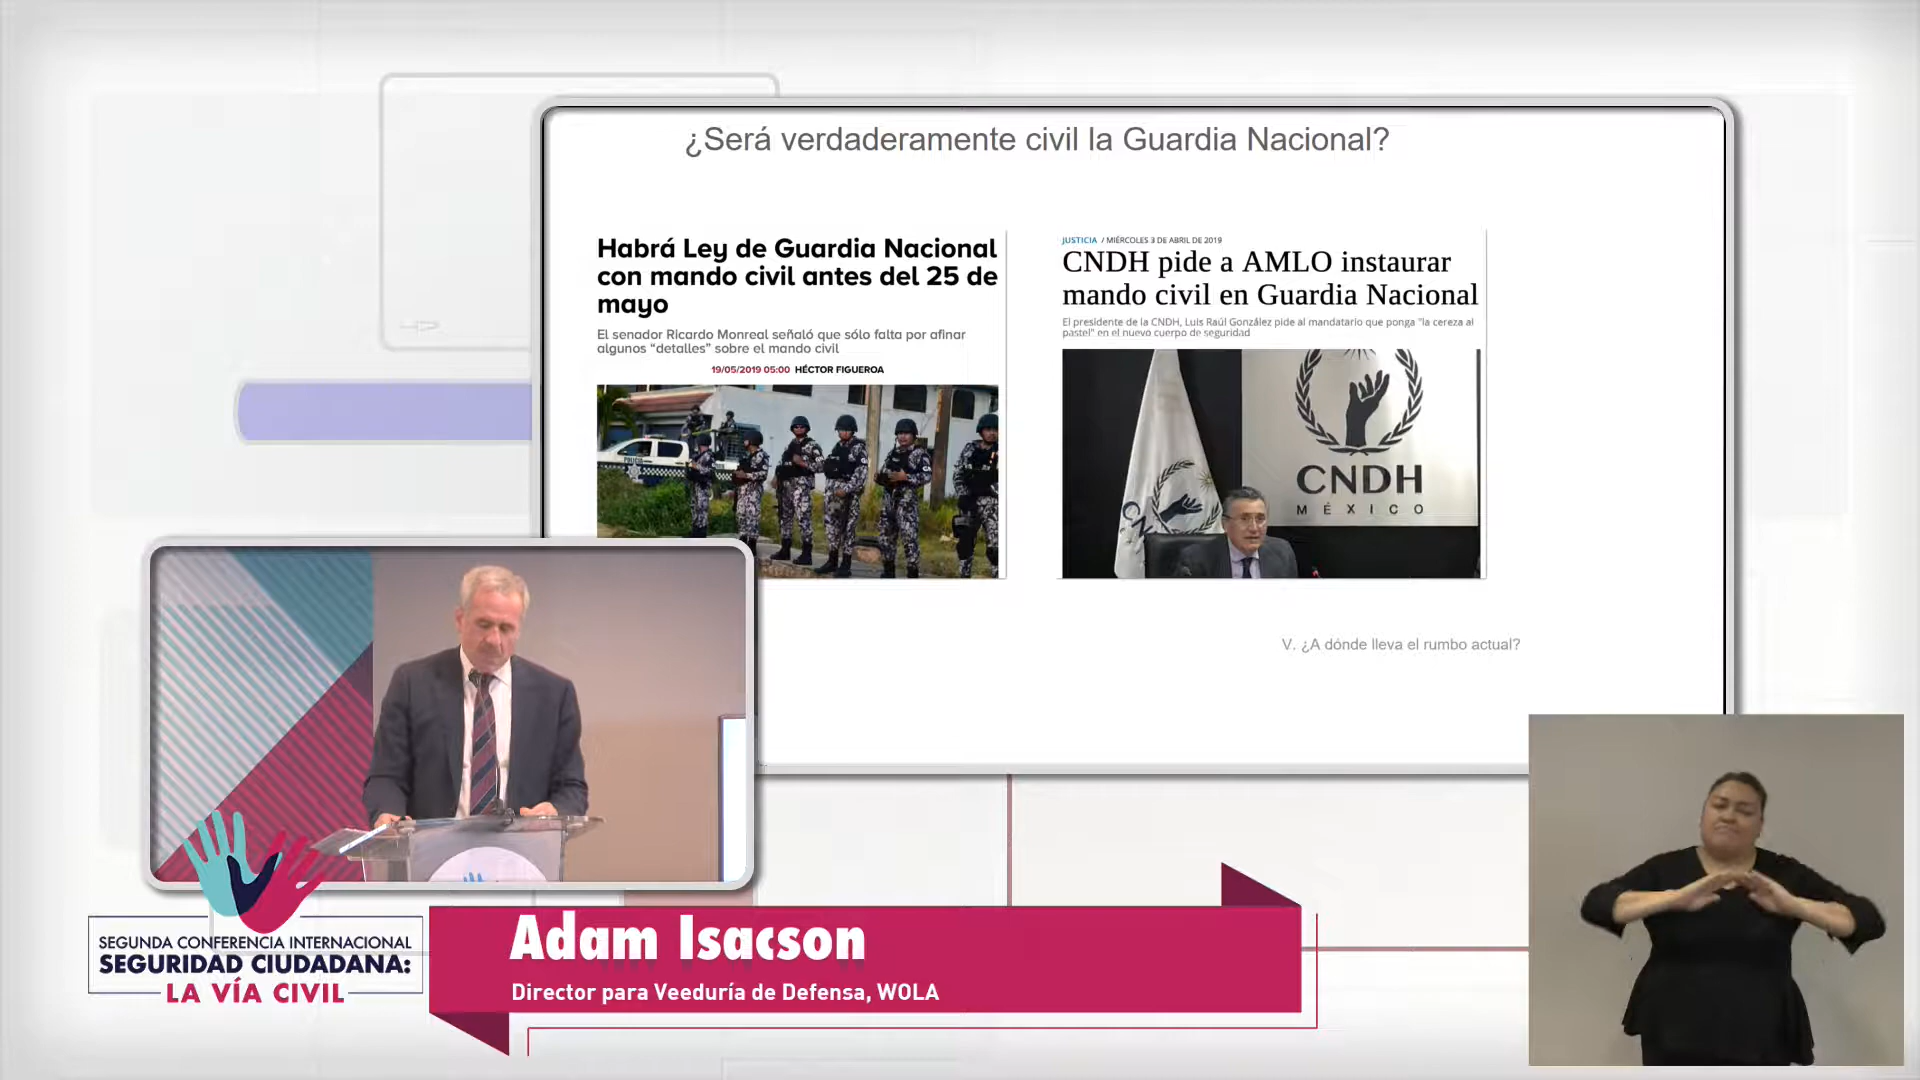 ¿Será verdaderamente civil la Guardia Nacional?
Habrá Ley de Guardia Nacional
con mando civil antes del 25 de
mayo
El senador Ricardo Monreal señaló que sólo falta por afinar
algunos “detalles” sobre el mando civil
19/05/2019 05:00 HÉCTOR FIGUEROA
POLICIA
JUSTICIA / MIÉRCOLES 3 DE ABRIL DE 2019
CNDH pide a AMLO instaurar
mando civil en Guardia Nacional
El presidente de la CNDH, Luis Raúl González pide al mandatario que ponga "la cereza al
pastel" en el nuevo cuerpo de seguridad
CNDH
MÉXICO
V. ¿A dónde lleva el rumbo actual?
SEGUNDA CONFERENCIA INTERNACIONAL
SEGURIDAD CIUDADANA:
LA VÍA CIVIL
Adam Isacson
Director para Veeduría de Defensa, WOLA